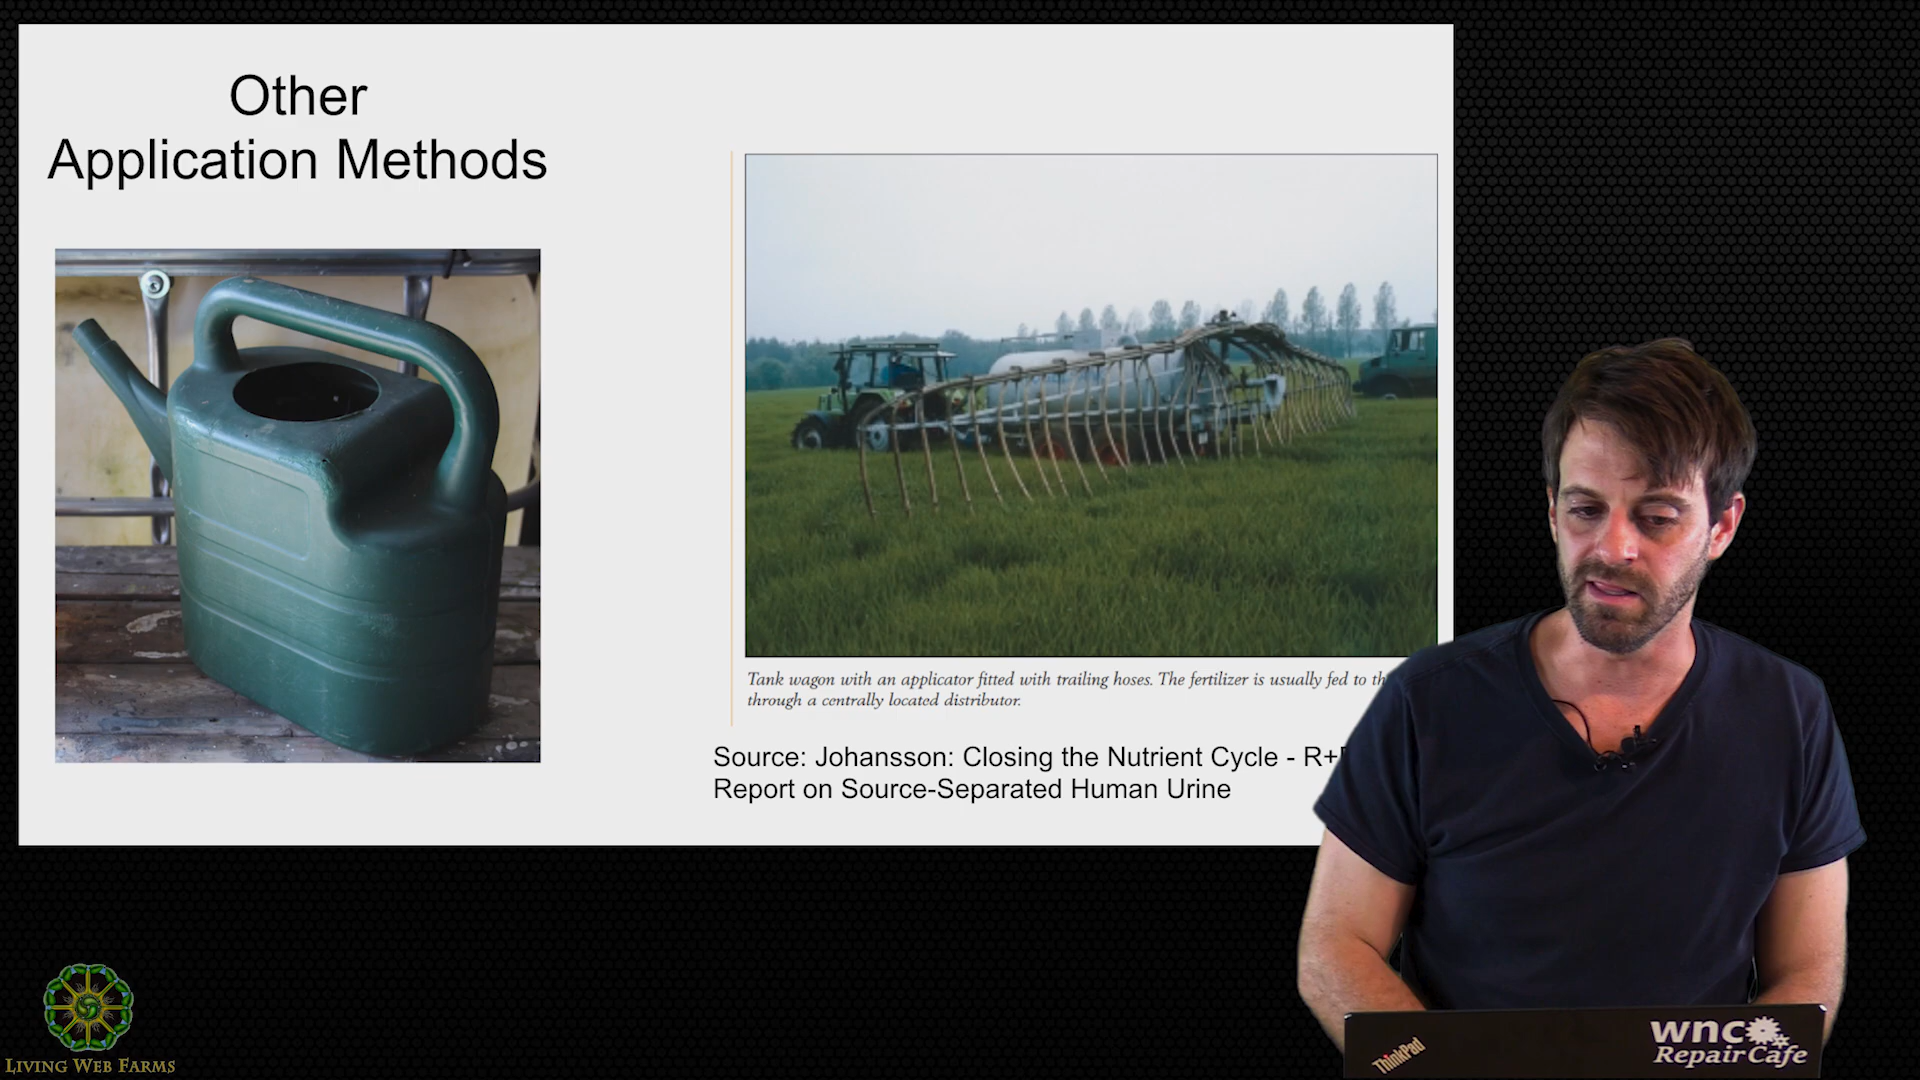 Other
Application Methods
Tank wagon with an applicator fitted with trailing hoses. The fertilizer is usually fed to
through a centrally located distributor.
Source: Johansson: Closing the Nutrient Cycle -
Report on Source-Separated Human Urine
ThinkPad
wnc
Repair Cafe
LIVING WEB FARMS